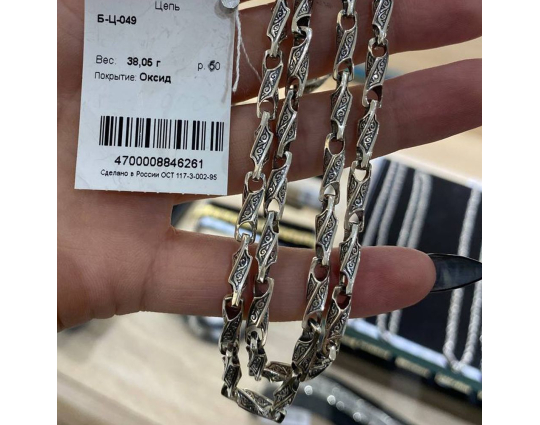 Цепь
Б-Ц-049
Вес: 38,05 г р. 60
Покрытие: Оксид
4700008846261
Сделано в России ОСТ 117-3-002-95